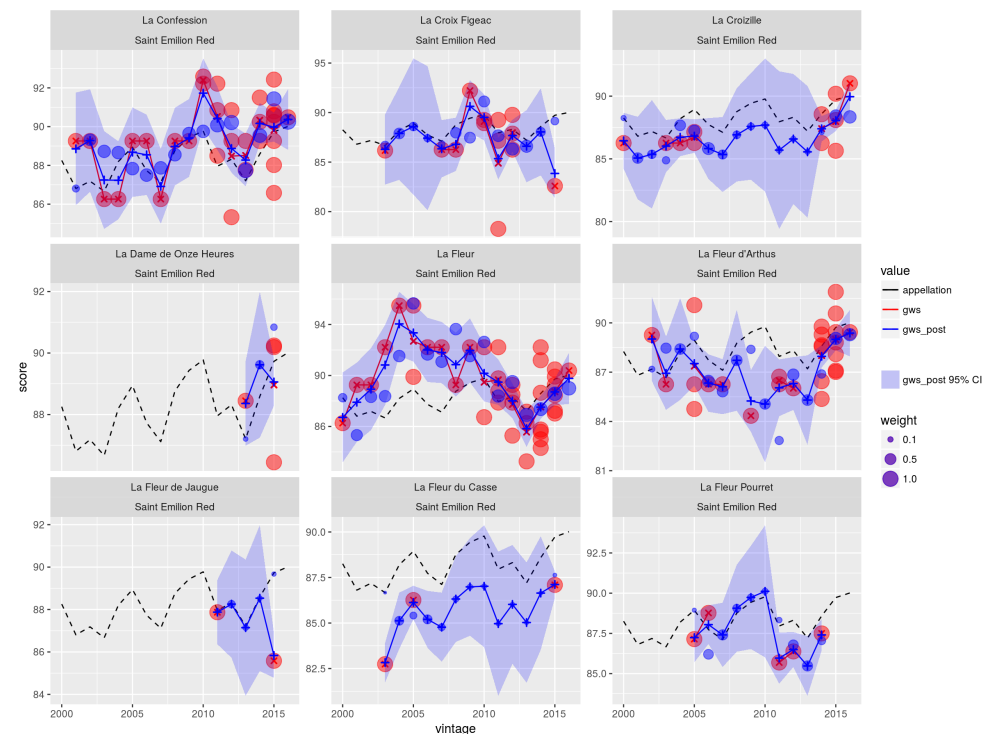 La Confession
Saint Emilion Red
La Croix Figeac
Saint Emilion Red
La Croizille
Saint Emilion Red
92
90
88
86
95
90
85
80
90
85
80
La Dame de Onze Heures
Saint Emilion Red
La Fleur
Saint Emilion Red
La Fleur d'Arthus
Saint Emilion Red
92
90
88
94
90
86
90
87
84
81
La Fleur de Jaugue
Saint Emilion Red
La Fleur du Casse
Saint Emilion Red
La Fleur Pourret
Saint Emilion Red
92
90
88
86
84
90.0
87.5
85.0
82.5
92.5
90.0
87.5
85.0
2000 2005 2010 2015
2000 2005 2010 2015
2000 2005 2010 2015
vintage
score
value
appellation
gws
gws_post
gws_post 95% CI
weight
0.1
0.5
1.0